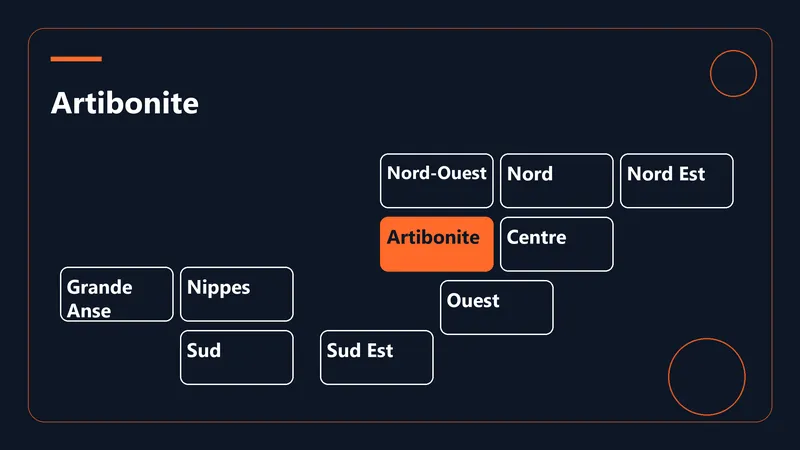 Artibonite
Nord-Ouest
Nord
Nord Est
Artibonite
Centre
Grande
Anse
Nippes
Ouest
Sud
Sud Est